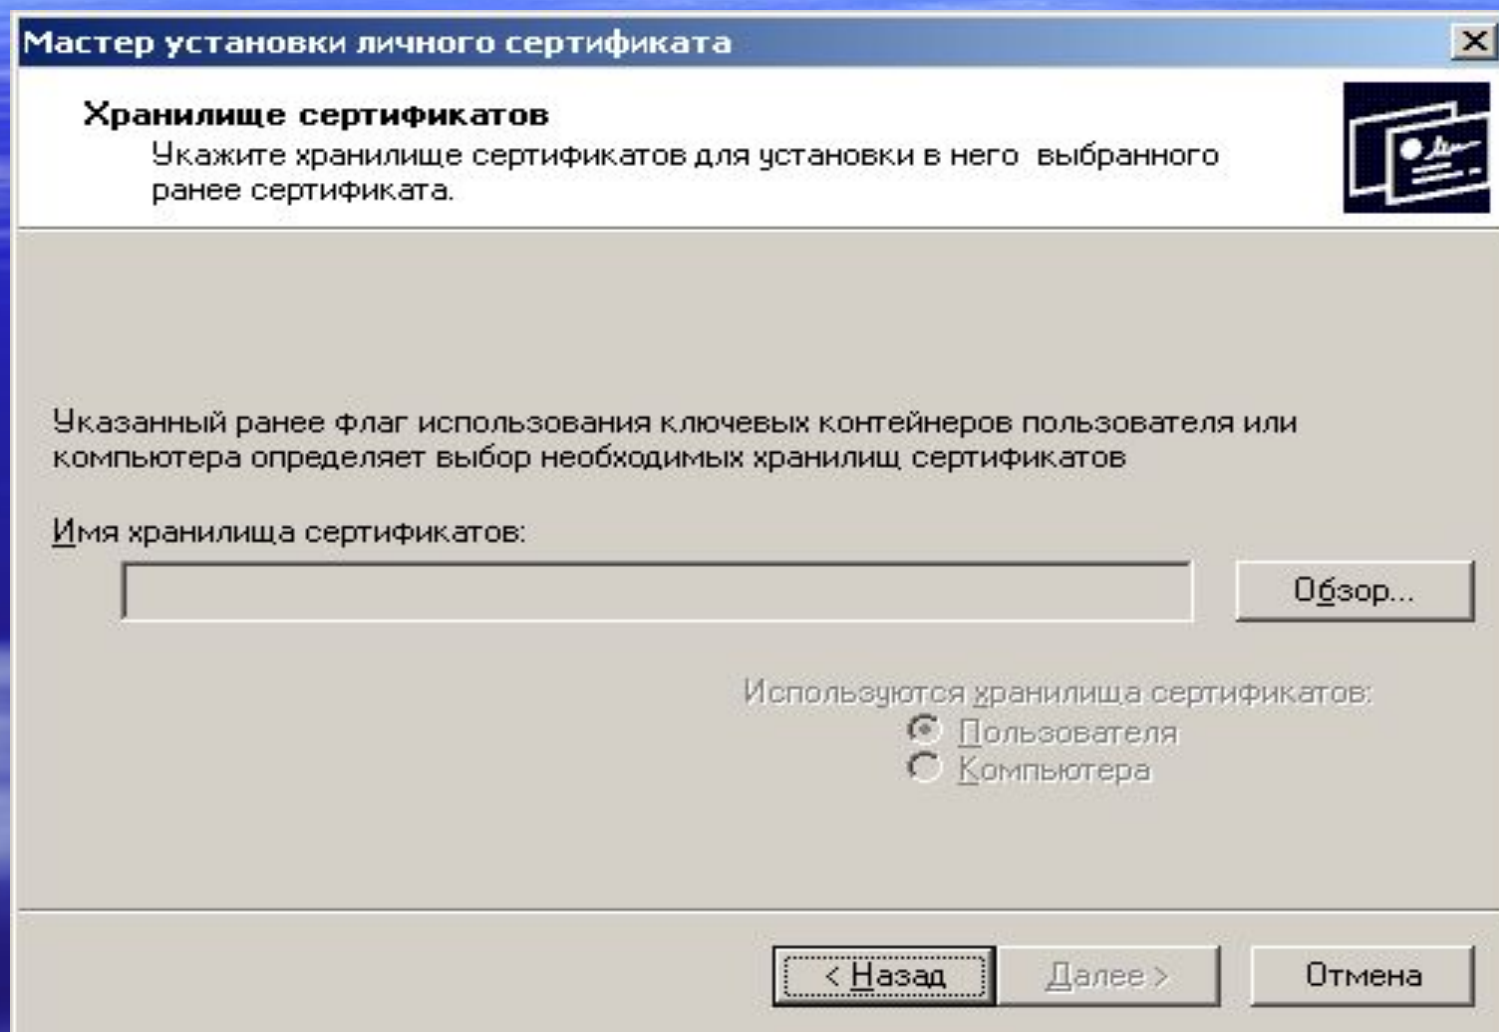 Мастер установки личного сертификата
Хранилище сертификатов
Укажите хранилище сертификатов для установки в него выбранного
ранее сертификата.
Указанный ранее флаг использования ключевых контейнеров пользователя или
компьютера определяет выбор необходимых хранилищ сертификатов
Имя хранилища сертификатов:
Обзор...
Используются хранилища сертификатов:
Пользователя
Компьютера
< Назад
Далее >
Отмена